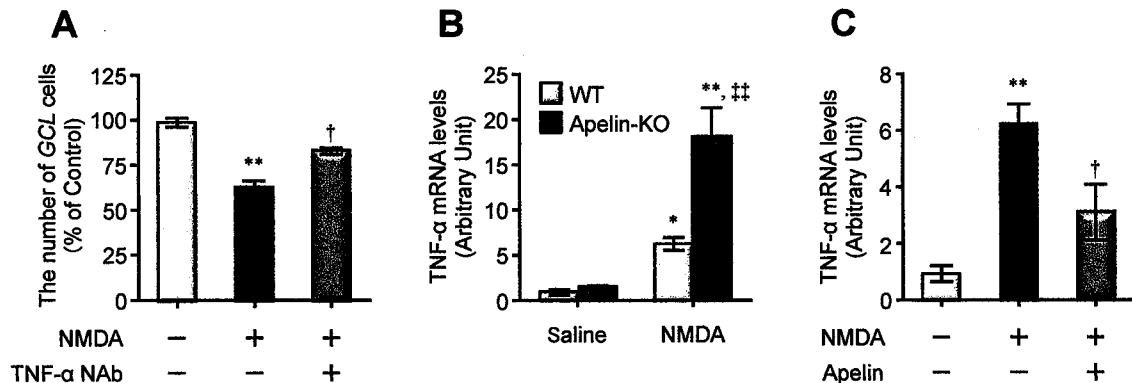 A
The number of GCL cells
(% of Control)
125
100
75
50
25
0
**
†
NMDA − + +
TNF-α NAb − − +
B
TNF-α mRNA levels
(Arbitrary Unit)
25
20
15
10
5
0
WT
Apelin-KO
*
**, ‡‡
Saline NMDA
C
TNF-α mRNA levels
(Arbitrary Unit)
8
6
4
2
0
**
†
NMDA − + +
Apelin − − +